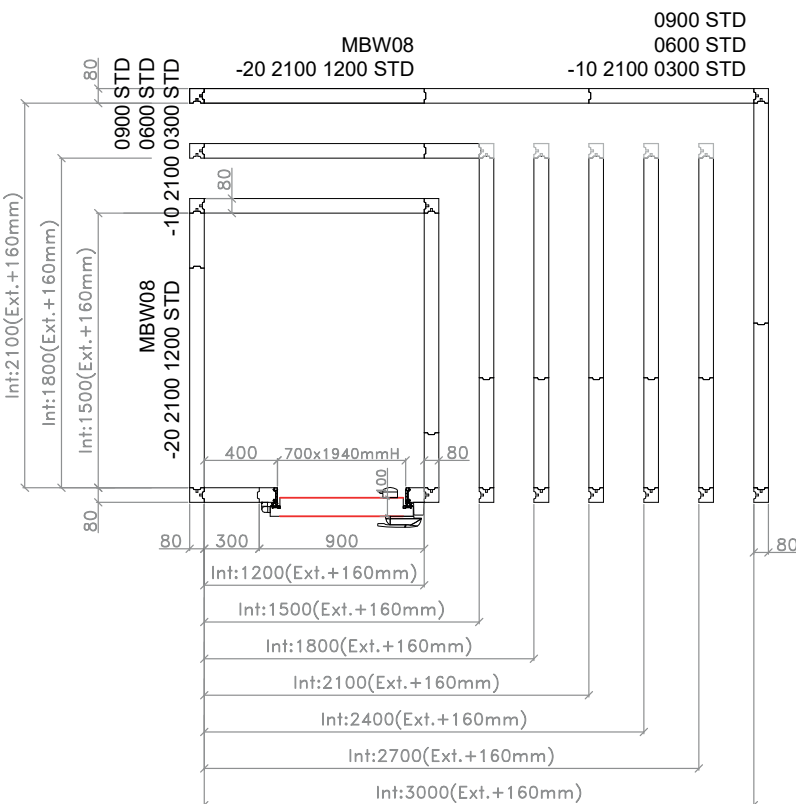 0900 STD
MBW08
0600 STD
-20 2100 1200 STD
-10 2100 0300 STD
80
0900 STD
0600 STD
-10 2100 0300 STD
80
Int:2100(Ext.+160mm)
Int:1800(Ext.+160mm)
Int:1500(Ext.+160mm)
MBW08
-20 2100 1200 STD
400
700x1940mmH
80
100
80
80
300
900
80
Int:1200(Ext.+160mm)
Int:1500(Ext.+160mm)
Int:1800(Ext.+160mm)
Int:2100(Ext.+160mm)
Int:2400(Ext.+160mm)
Int:2700(Ext.+160mm)
Int:3000(Ext.+160mm)